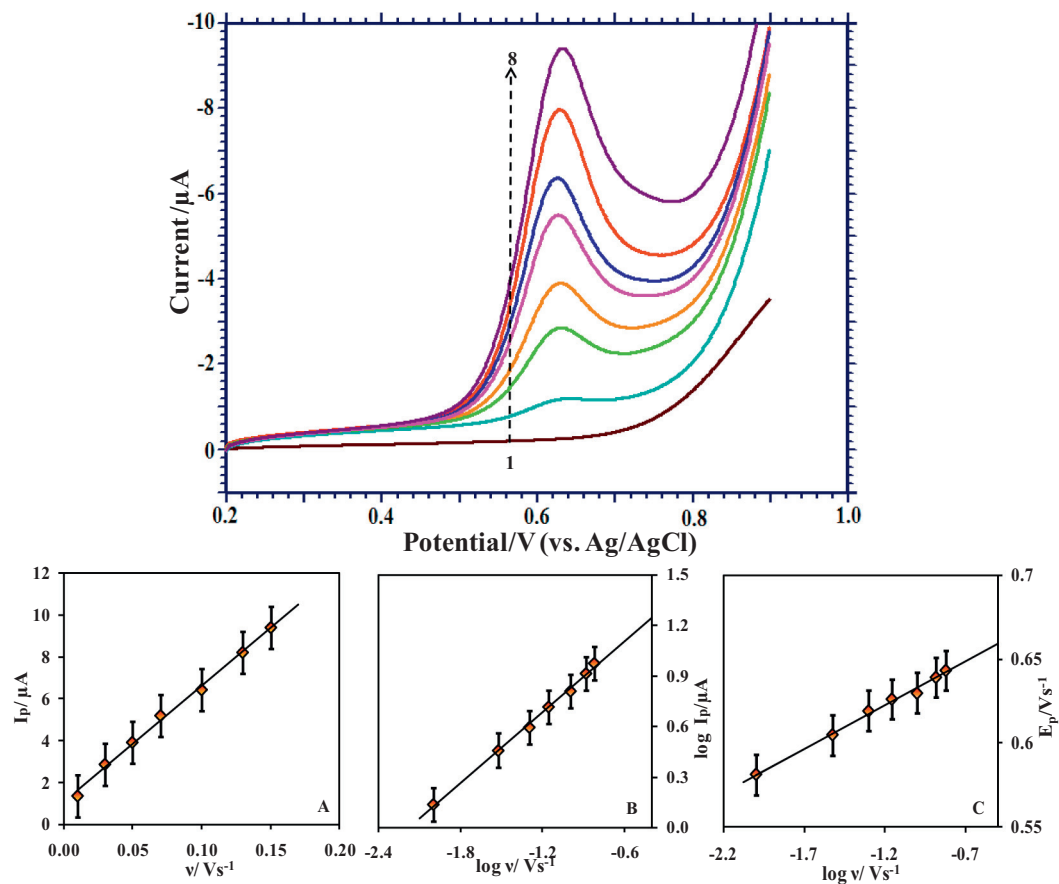 -10
-8
-6
-4
-2
0
Current /µA
8
1
0.2 0.4 0.6 0.8 1.0
Potential/V (vs. Ag/AgCl)
12
10
8
6
4
2
0
Ip/µA
A
0.00 0.05 0.10 0.15 0.20
ν/ Vs-1
1.5
1.2
0.9
0.6
0.3
0.0
log Ip/µA
B
-2.4 -1.8 -1.2 -0.6
log ν/ Vs-1
0.7
0.65
0.6
0.55
Ep/Vs-1
C
-2.2 -1.7 -1.2 -0.7
log ν/ Vs-1